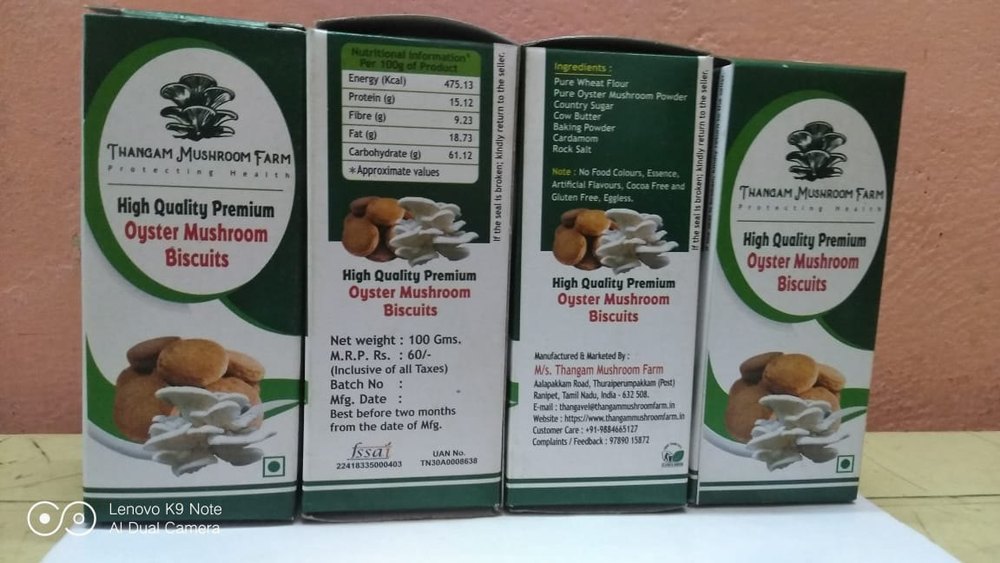 THANGAM MUSHROOM FARM
Protecting Health
High Quality Premium
Oyster Mushroom
Biscuits
Nutritional Information*
Per 100g of Product
Energy (Kcal) 475.13
Protein (g) 15.12
Fibre (g) 9.23
Fat (g) 18.73
Carbohydrate (g) 61.12
*Approximate values
If the seal is broken; kindly return to the seller.
High Quality Premium
Oyster Mushroom
Biscuits
Net weight : 100 Gms.
M.R.P. Rs. : 60/-
(Inclusive of all Taxes)
Batch No :
Mfg. Date :
Best before two months
from the date of Mfg.
fssai
22418335000403
UAN No.
TN30A0008638
Ingredients :
Pure Wheat Flour
Pure Oyster Mushroom Powder
Country Sugar
Cow Butter
Baking Powder
Cardamom
Rock Salt
Note : No Food Colours, Essence,
Artificial Flavours, Cocoa Free and
Gluten Free, Eggless.
If the seal is broken; kindly return to the seller.
High Quality Premium
Oyster Mushroom
Biscuits
Manufactured & Marketed By :
M/s. Thangam Mushroom Farm
Aalapakkam Road, Thuraiperumpakkam (Post)
Ranipet, Tamil Nadu, India - 632 508.
E-mail : thangavel@thangammushroomfarm.in
Website : https://www.thangammushroomfarm.in
Customer Care : +91-9884665127
Complaints / Feedback : 97890 15872
THANGAM MUSHROOM FARM
Protecting Health
High Quality Premium
Oyster Mushroom
Biscuits
Lenovo K9 Note
AI Dual Camera